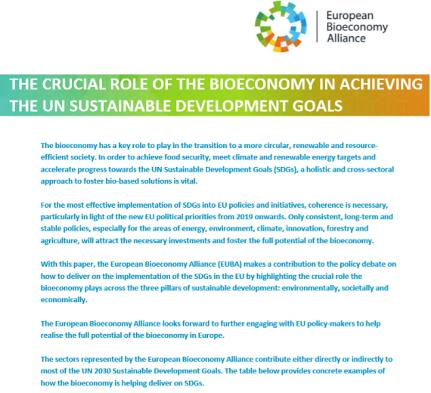 European
Bioeconomy
Alliance
THE CRUCIAL ROLE OF THE BIOECONOMY IN ACHIEVING
THE UN SUSTAINABLE DEVELOPMENT GOALS
The bioeconomy has a key role to play in the transition to a more circular, renewable and resource-
efficient society. In order to achieve food security, meet climate and renewable energy targets and
accelerate progress towards the UN Sustainable Development Goals (SDGs), a holistic and cross-sectoral
approach to foster bio-based solutions is vital.
For the most effective implementation of SDGs into EU policies and initiatives, coherence is necessary,
particularly in light of the new EU political priorities from 2019 onwards. Only consistent, long-term and
stable policies, especially for the areas of energy, environment, climate, innovation, forestry and
agriculture, will attract the necessary investments and foster the full potential of the bioeconomy.
With this paper, the European Bioeconomy Alliance (EUBA) makes a contribution to the policy debate on
how to deliver on the implementation of the SDGs in the EU by highlighting the crucial role the
bioeconomy plays across the three pillars of sustainable development: environmentally, societally and
economically.
The European Bioeconomy Alliance looks forward to further engaging with EU policy-makers to help
realise the full potential of the bioeconomy in Europe.
The sectors represented by the European Bioeconomy Alliance contribute either directly or indirectly to
most of the UN 2030 Sustainable Development Goals. The table below provides concrete examples of
how the bioeconomy is helping deliver on SDGs.